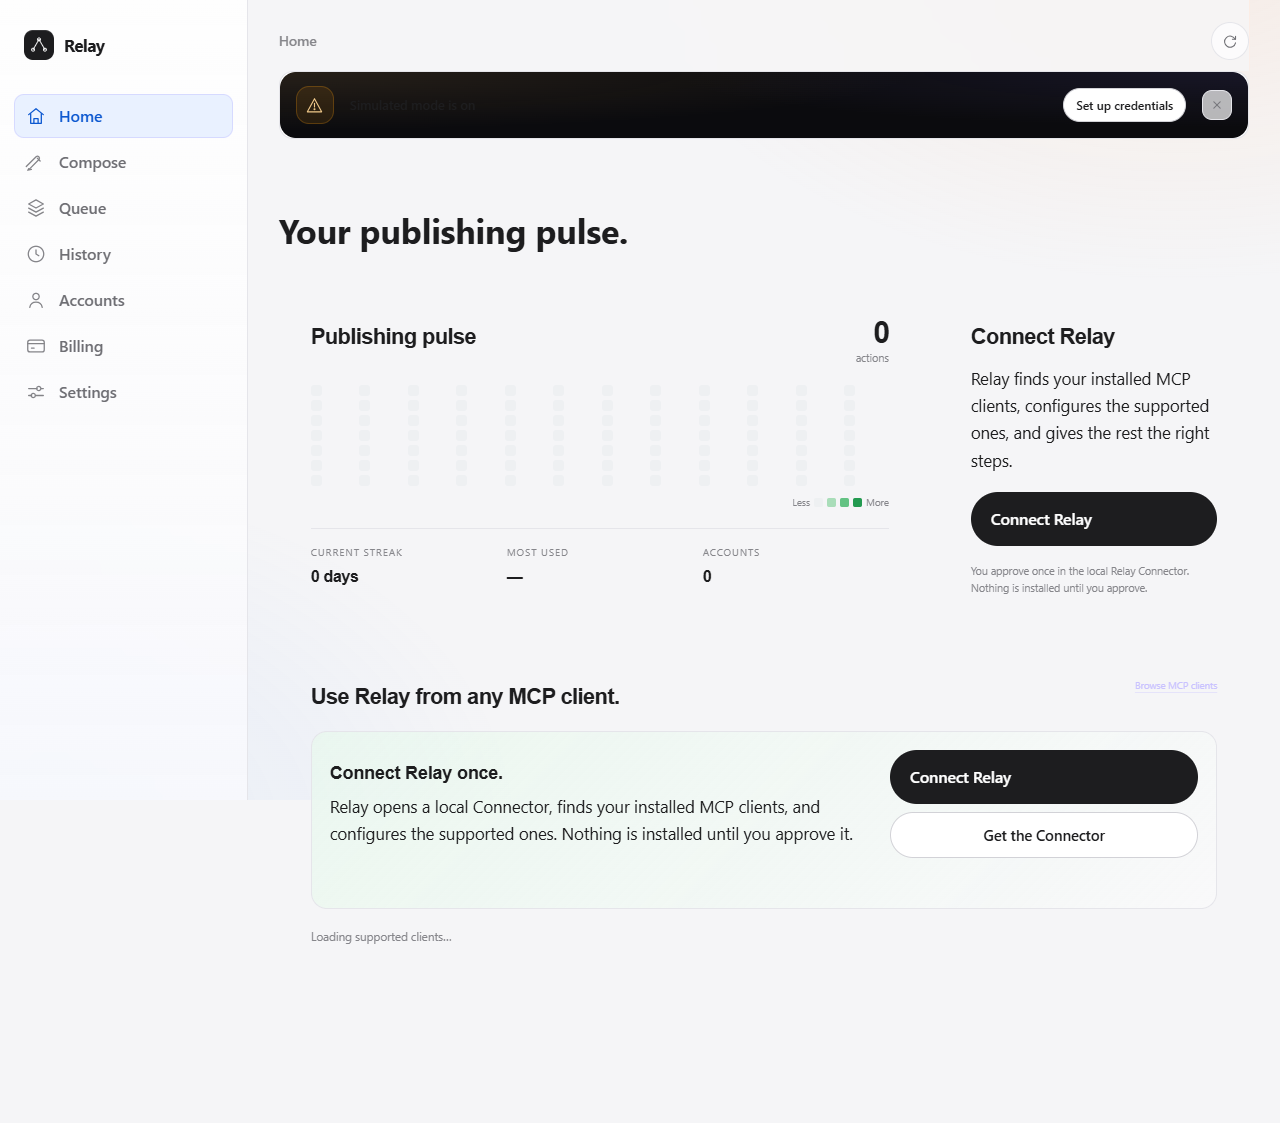 Relay
Home
Compose
Queue
History
Accounts
Billing
Settings
Home
Simulated mode is on
Set up credentials
Your publishing pulse.
Publishing pulse
0
actions
Less
More
CURRENT STREAK
0 days
MOST USED
—
ACCOUNTS
0
Connect Relay
Relay finds your installed MCP
clients, configures the supported
ones, and gives the rest the right
steps.
Connect Relay
You approve once in the local Relay Connector.
Nothing is installed until you approve.
Use Relay from any MCP client.
Browse MCP clients
Connect Relay once.
Relay opens a local Connector, finds your installed MCP clients, and
configures the supported ones. Nothing is installed until you approve it.
Connect Relay
Get the Connector
Loading supported clients...